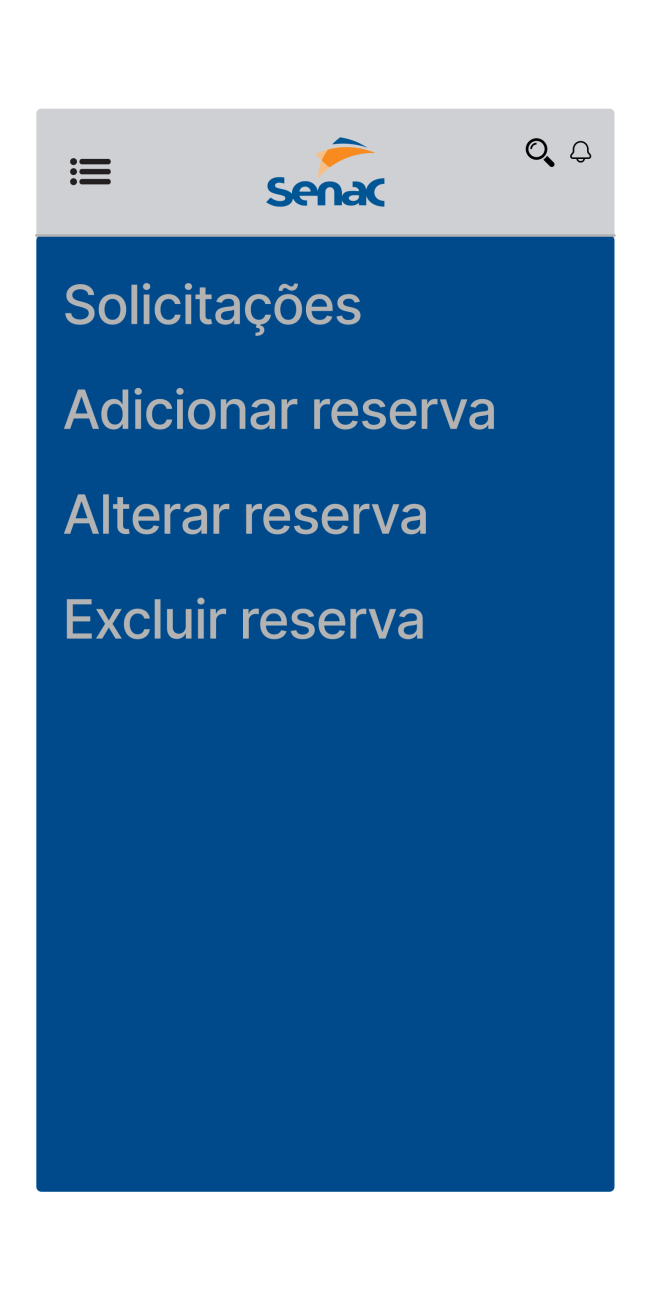 Senac
Solicitações
Adicionar reserva
Alterar reserva
Excluir reserva